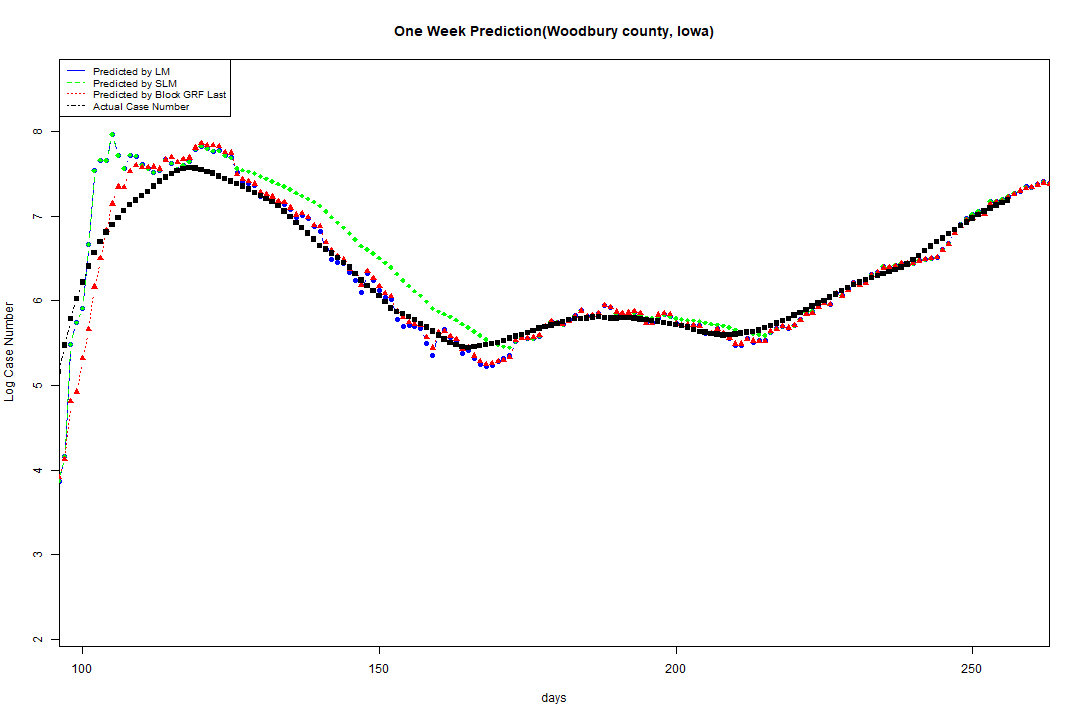 One Week Prediction(Woodbury county, Iowa)
Predicted by LM
Predicted by SLM
Predicted by Block GRF Last
Actual Case Number
Log Case Number
8
7
6
5
4
3
2
100
150
200
250
days